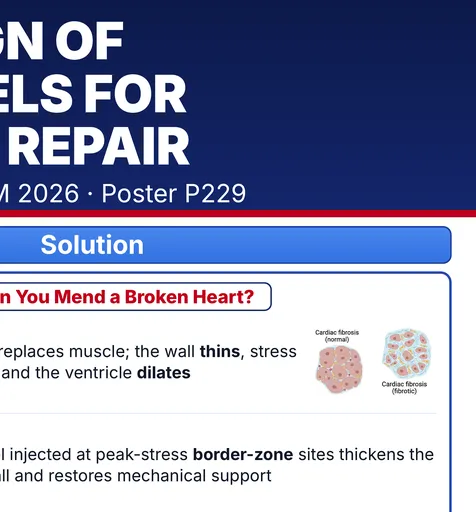 GN OF
ELS FOR
REPAIR
M 2026 · Poster P229
Solution
n You Mend a Broken Heart?
replaces muscle; the wall thins, stress
and the ventricle dilates
Cardiac fibrosis
(normal)
Cardiac fibrosis
(fibrotic)
l injected at peak-stress border-zone sites thickens the
ll and restores mechanical support